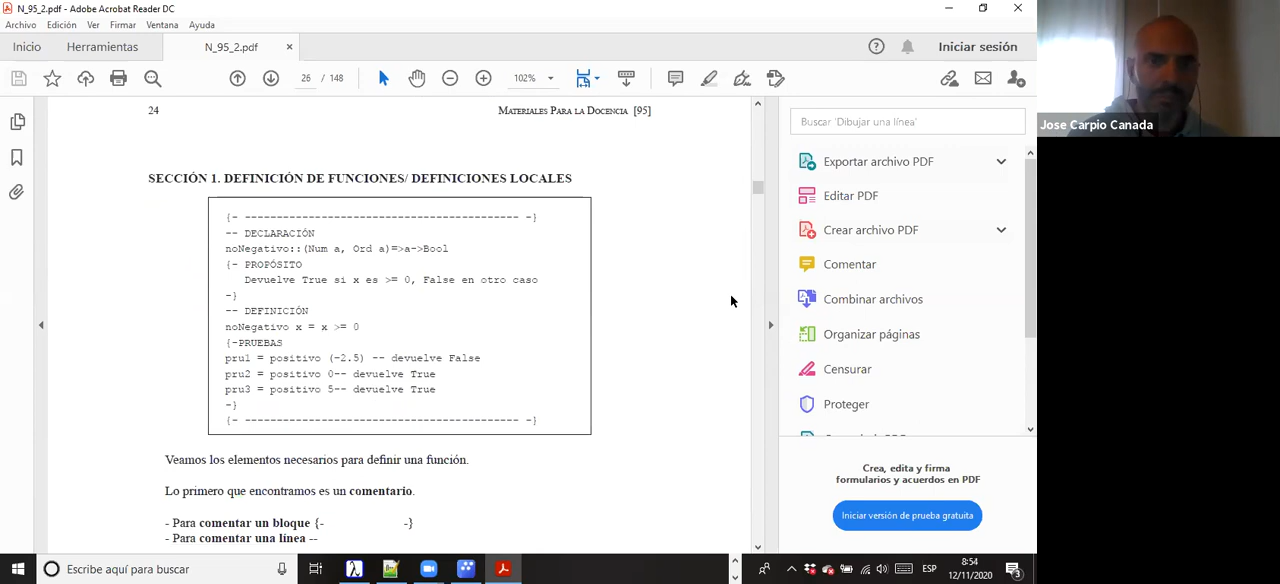 N_95_2.pdf - Adobe Acrobat Reader DC
Archivo Edición Ver Firmar Ventana Ayuda
Inicio Herramientas N_95_2.pdf × Iniciar sesión
26 / 148 102%
24 MATERIALES PARA LA DOCENCIA [95]
SECCIÓN 1. DEFINICIÓN DE FUNCIONES/ DEFINICIONES LOCALES
{- ------------------------------------------ -}
-- DECLARACIÓN
noNegativo::(Num a, Ord a)=>a->Bool
{- PROPÓSITO
Devuelve True si x es >= 0, False en otro caso
-}
-- DEFINICIÓN
noNegativo x = x >= 0
{-PRUEBAS
pru1 = positivo (-2.5) -- devuelve False
pru2 = positivo 0-- devuelve True
pru3 = positivo 5-- devuelve True
-}
{- ------------------------------------------ -}
Veamos los elementos necesarios para definir una función.
Lo primero que encontramos es un comentario.
- Para comentar un bloque {- -}
- Para comentar una línea --
Buscar 'Dibujar una línea'
Exportar archivo PDF
Editar PDF
Crear archivo PDF
Comentar
Combinar archivos
Organizar páginas
Censurar
Proteger
Crea, edita y firma
formularios y acuerdos en PDF
Iniciar versión de prueba gratuita
Jose Carpio Canada
Escribe aquí para buscar
ESP
8:54
12/11/2020
3